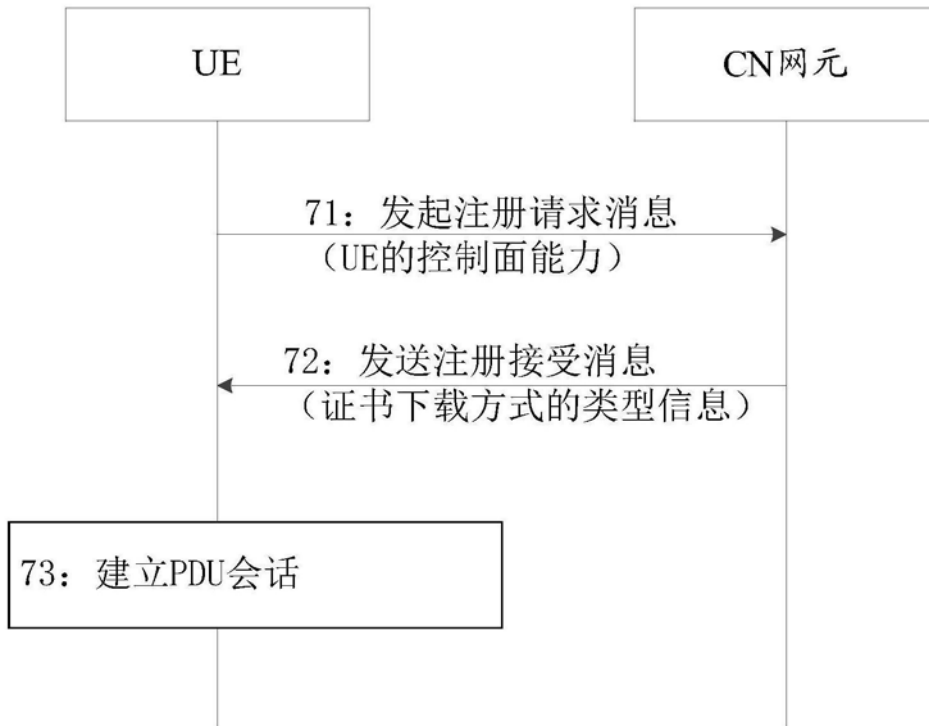 UE
CN网元
71：发起注册请求消息
（UE的控制面能力）
72：发送注册接受消息
（证书下载方式的类型信息）
73：建立PDU会话